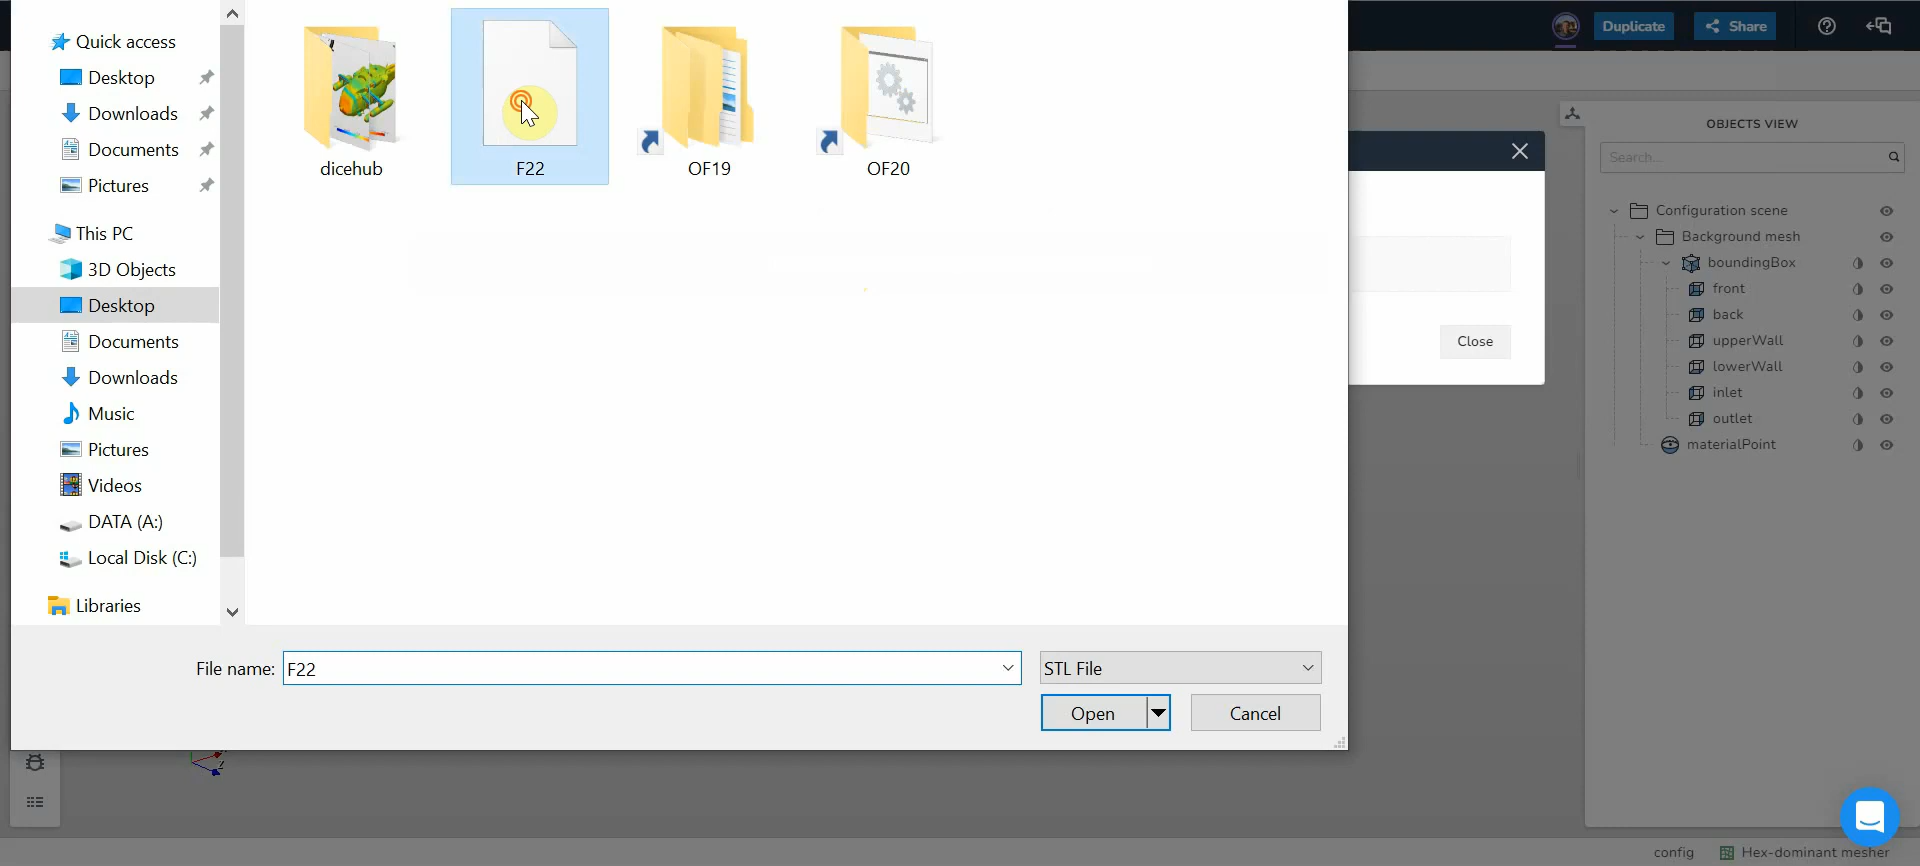 Quick access
Desktop
Downloads
Documents
Pictures
This PC
3D Objects
Desktop
Documents
Downloads
Music
Pictures
Videos
DATA (A:)
Local Disk (C:)
Libraries
dicehub
F22
OF19
OF20
File name: F22
STL File
Open
Cancel
Duplicate
Share
Close
OBJECTS VIEW
Search...
Configuration scene
Background mesh
boundingBox
front
back
upperWall
lowerWall
inlet
outlet
materialPoint
config
Hex-dominant mesher